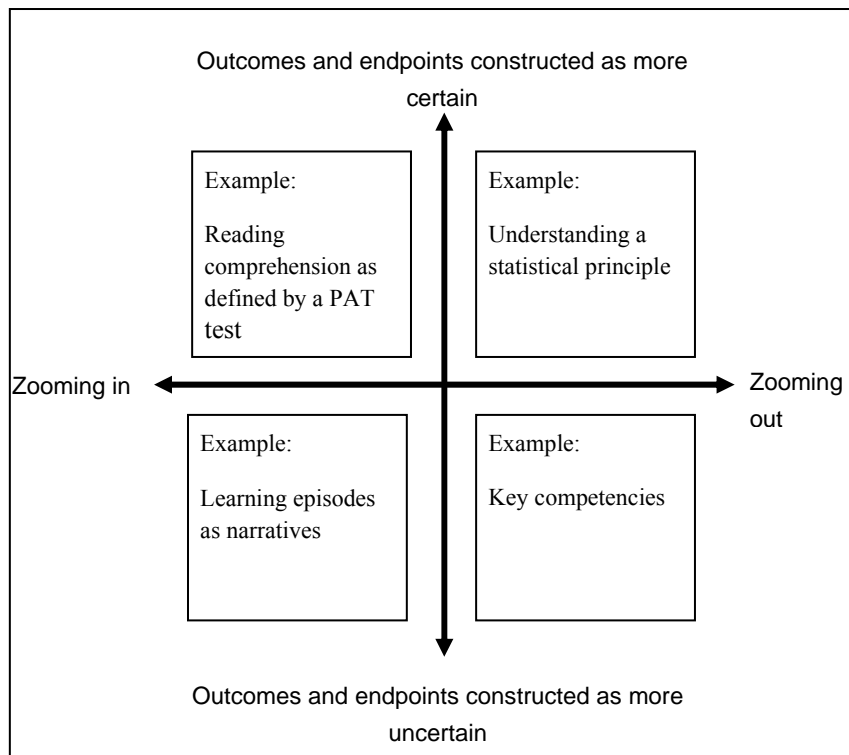 Outcomes and endpoints constructed as more
certain
Example:
Reading
comprehension as
defined by a PAT
test
Example:
Understanding a
statistical principle
Zooming in
Zooming
out
Example:
Learning episodes
as narratives
Example:
Key competencies
Outcomes and endpoints constructed as more
uncertain